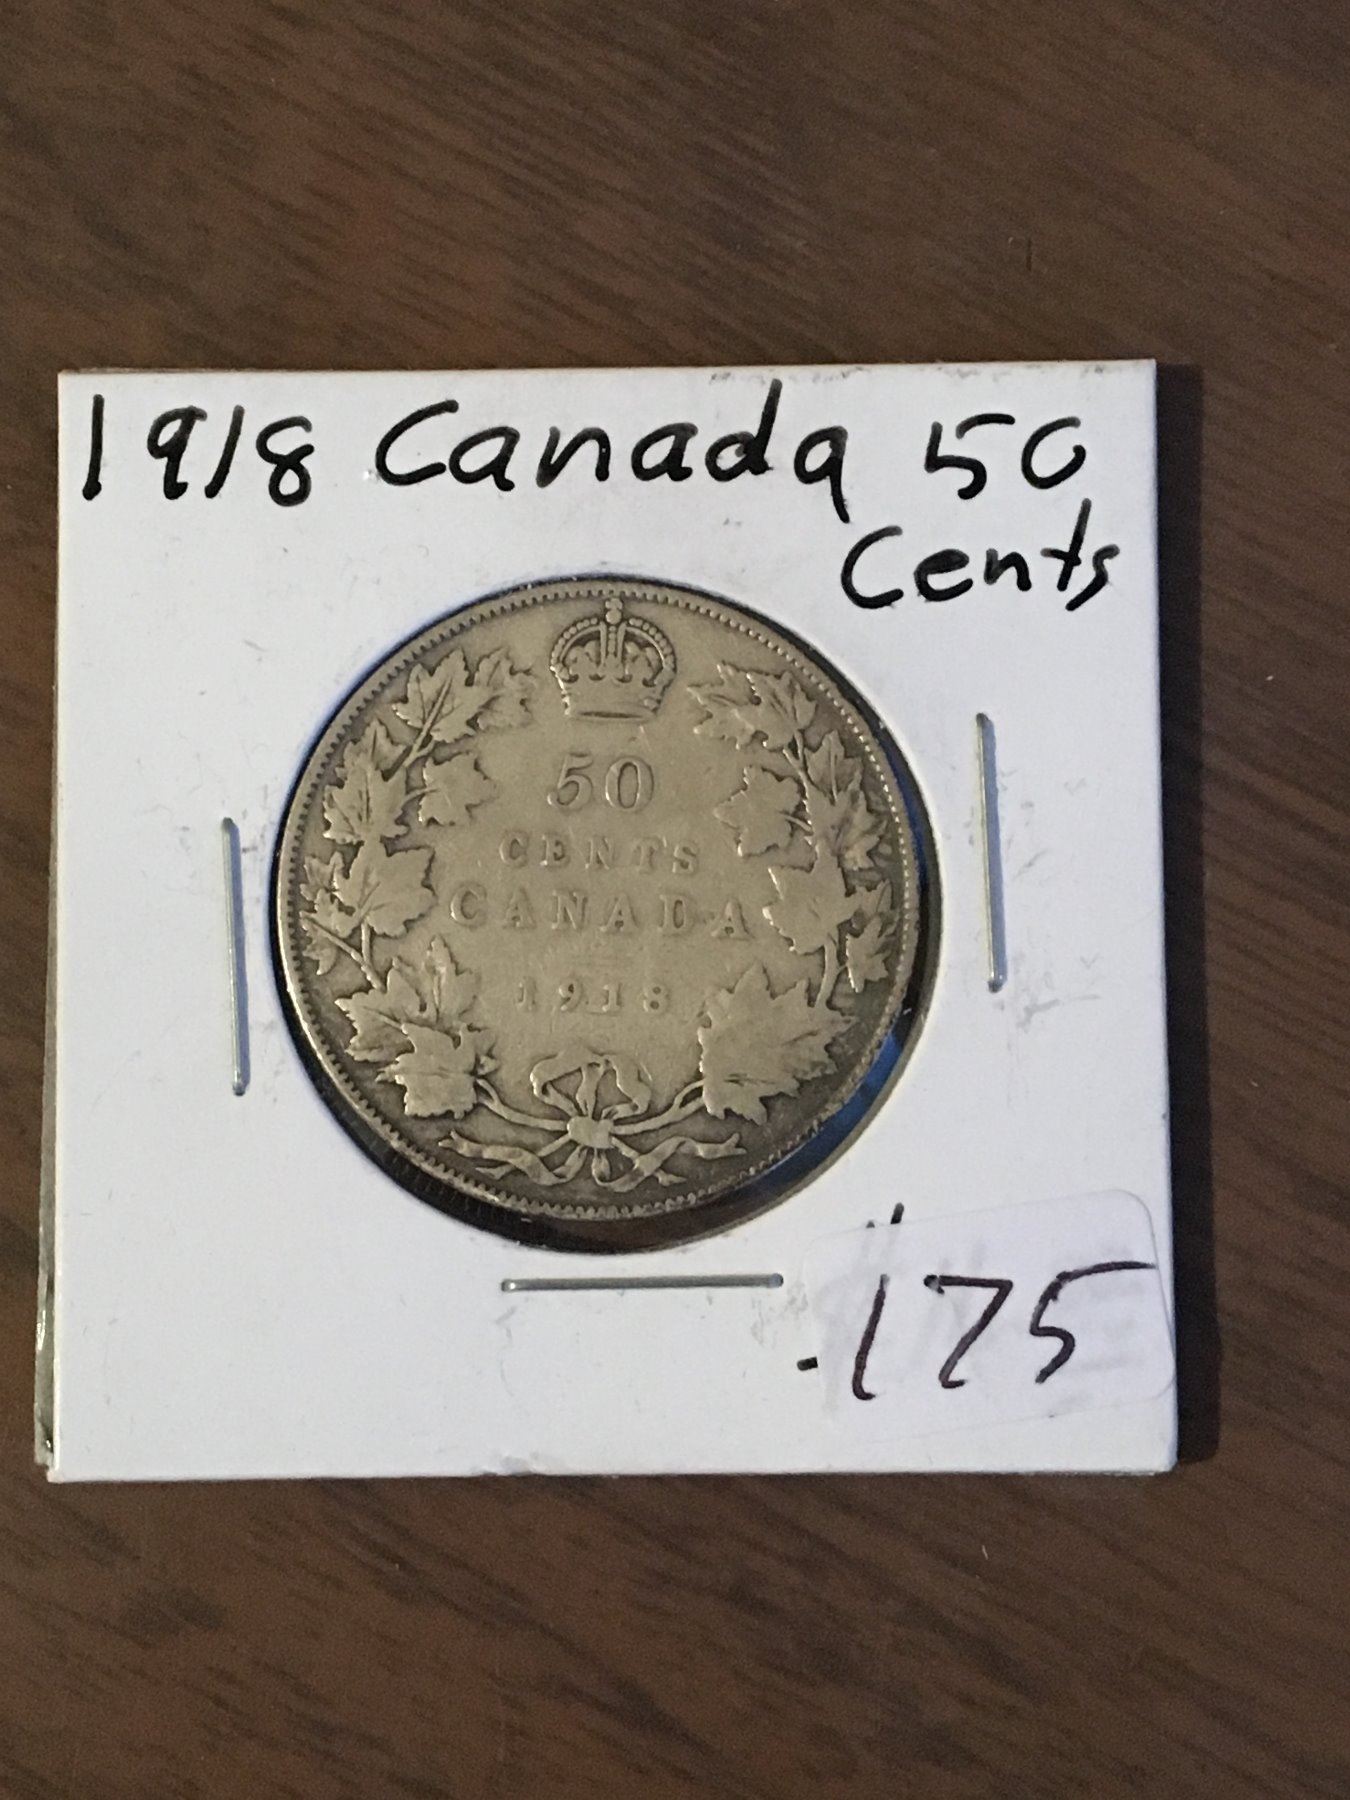 1918 Canada 50
Cents
50
CENTS
CANADA
1918
.175